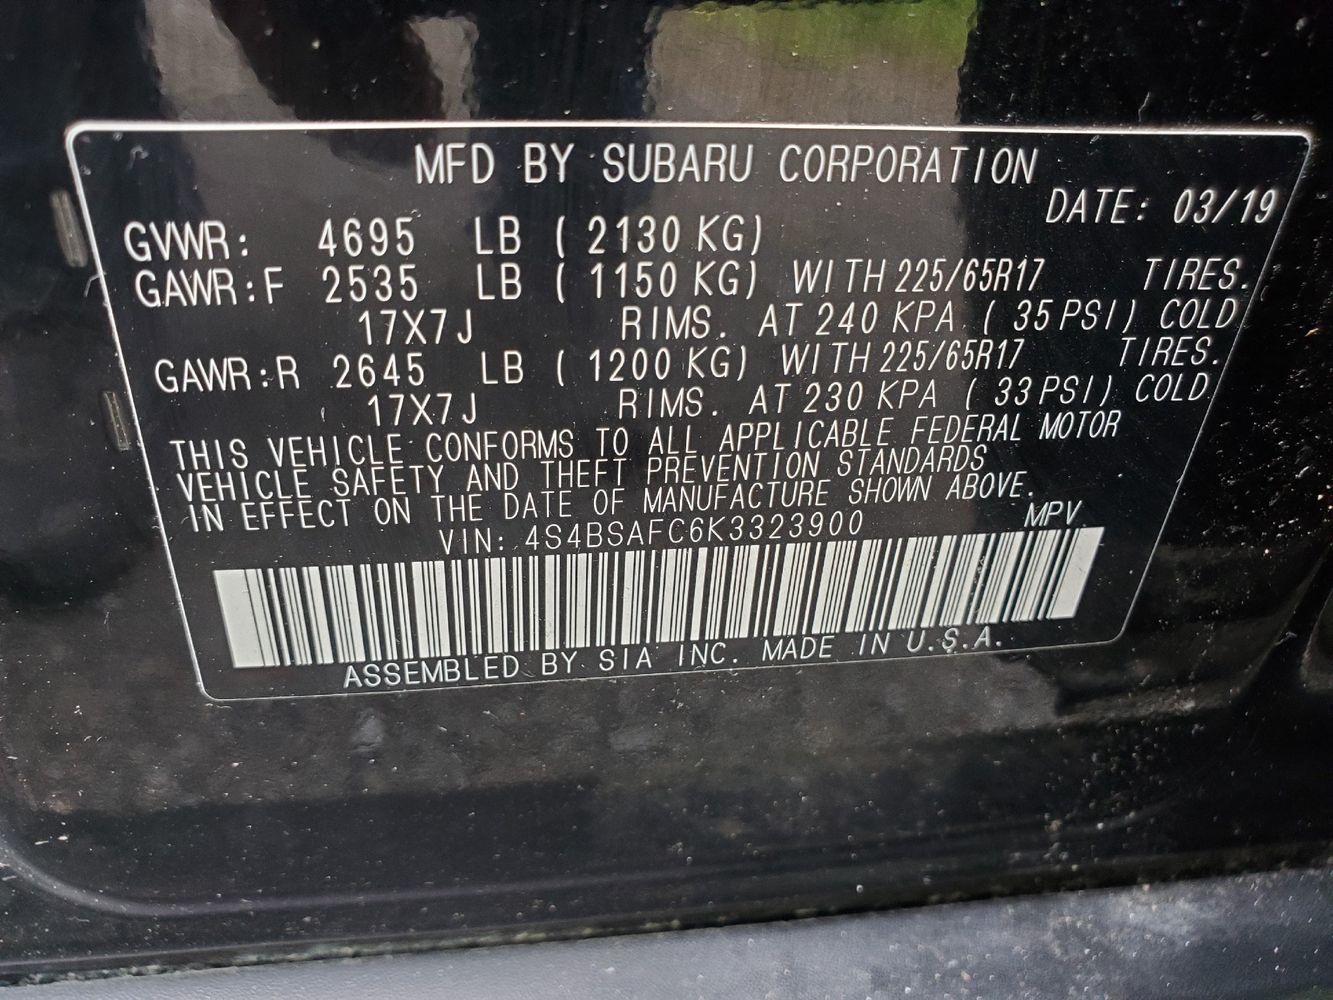 MFD BY SUBARU CORPORATION
DATE: 03/19
GVWR: 4695 LB ( 2130 KG)
GAWR:F 2535 LB ( 1150 KG) WITH 225/65R17 TIRES.
17X7J RIMS. AT 240 KPA ( 35 PSI) COLD
GAWR:R 2645 LB ( 1200 KG) WITH 225/65R17 TIRES.
17X7J RIMS. AT 230 KPA ( 33 PSI) COLD
THIS VEHICLE CONFORMS TO ALL APPLICABLE FEDERAL MOTOR
VEHICLE SAFETY AND THEFT PREVENTION STANDARDS
IN EFFECT ON THE DATE OF MANUFACTURE SHOWN ABOVE.
VIN: 4S4BSAFC6K3323900 MPV
ASSEMBLED BY SIA INC. MADE IN U.S.A.